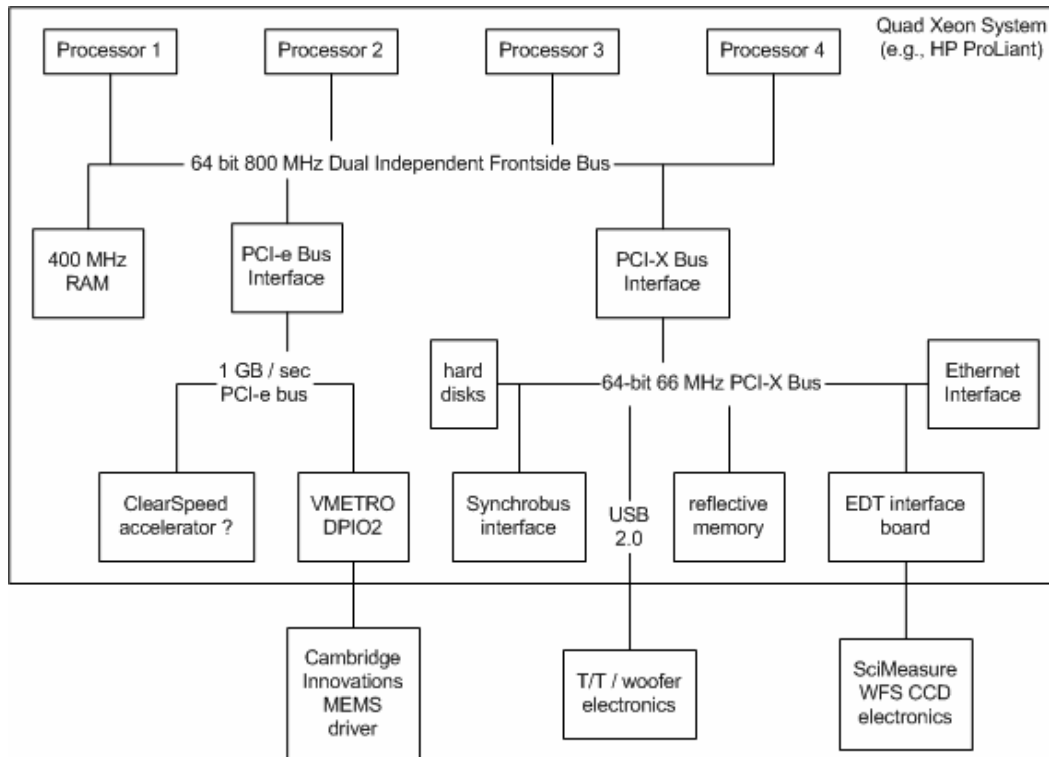 Quad Xeon System
(e.g., HP ProLiant)
Processor 1
Processor 2
Processor 3
Processor 4
64 bit 800 MHz Dual Independent Frontside Bus
400 MHz
RAM
PCI-e Bus
Interface
PCI-X Bus
Interface
1 GB / sec
PCI-e bus
hard
disks
64-bit 66 MHz PCI-X Bus
Ethernet
Interface
ClearSpeed
accelerator ?
VMETRO
DPIO2
Synchrobus
interface
USB
2.0
reflective
memory
EDT interface
board
Cambridge
Innovations
MEMS
driver
T/T / woofer
electronics
SciMeasure
WFS CCD
electronics